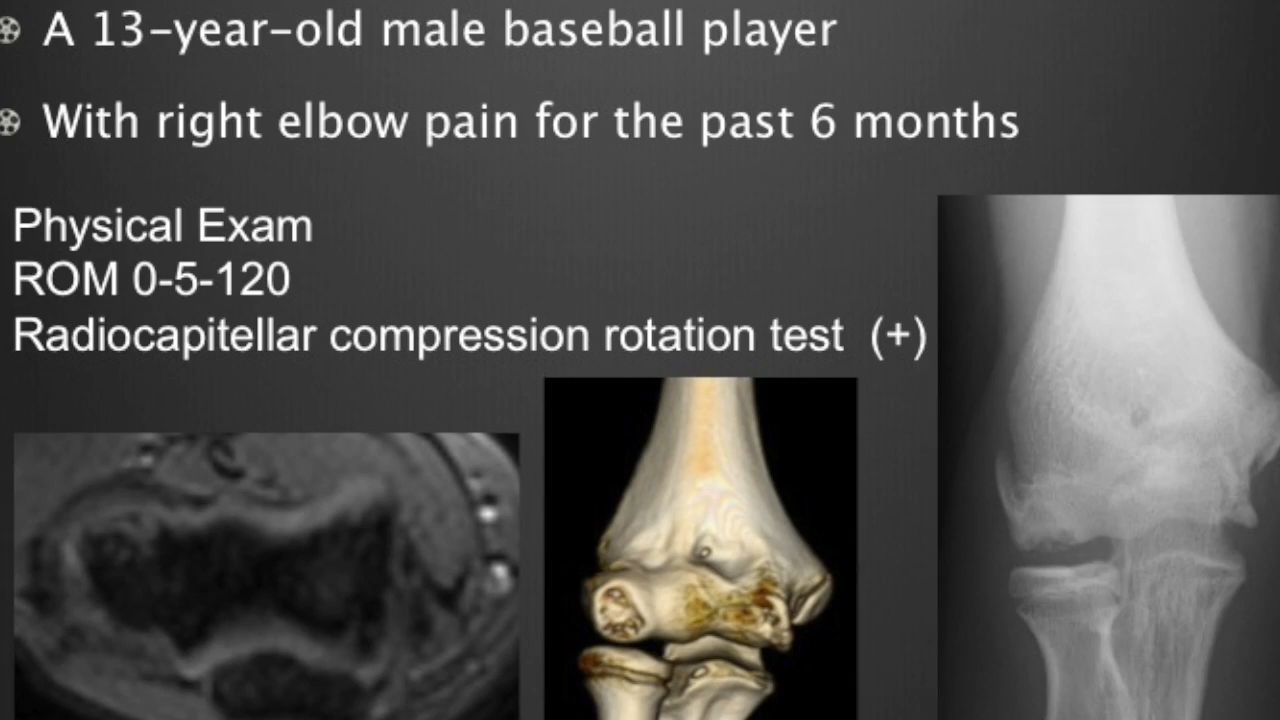 A 13-year-old male baseball player
With right elbow pain for the past 6 months
Physical Exam
ROM 0-5-120
Radiocapitellar compression rotation test (+)